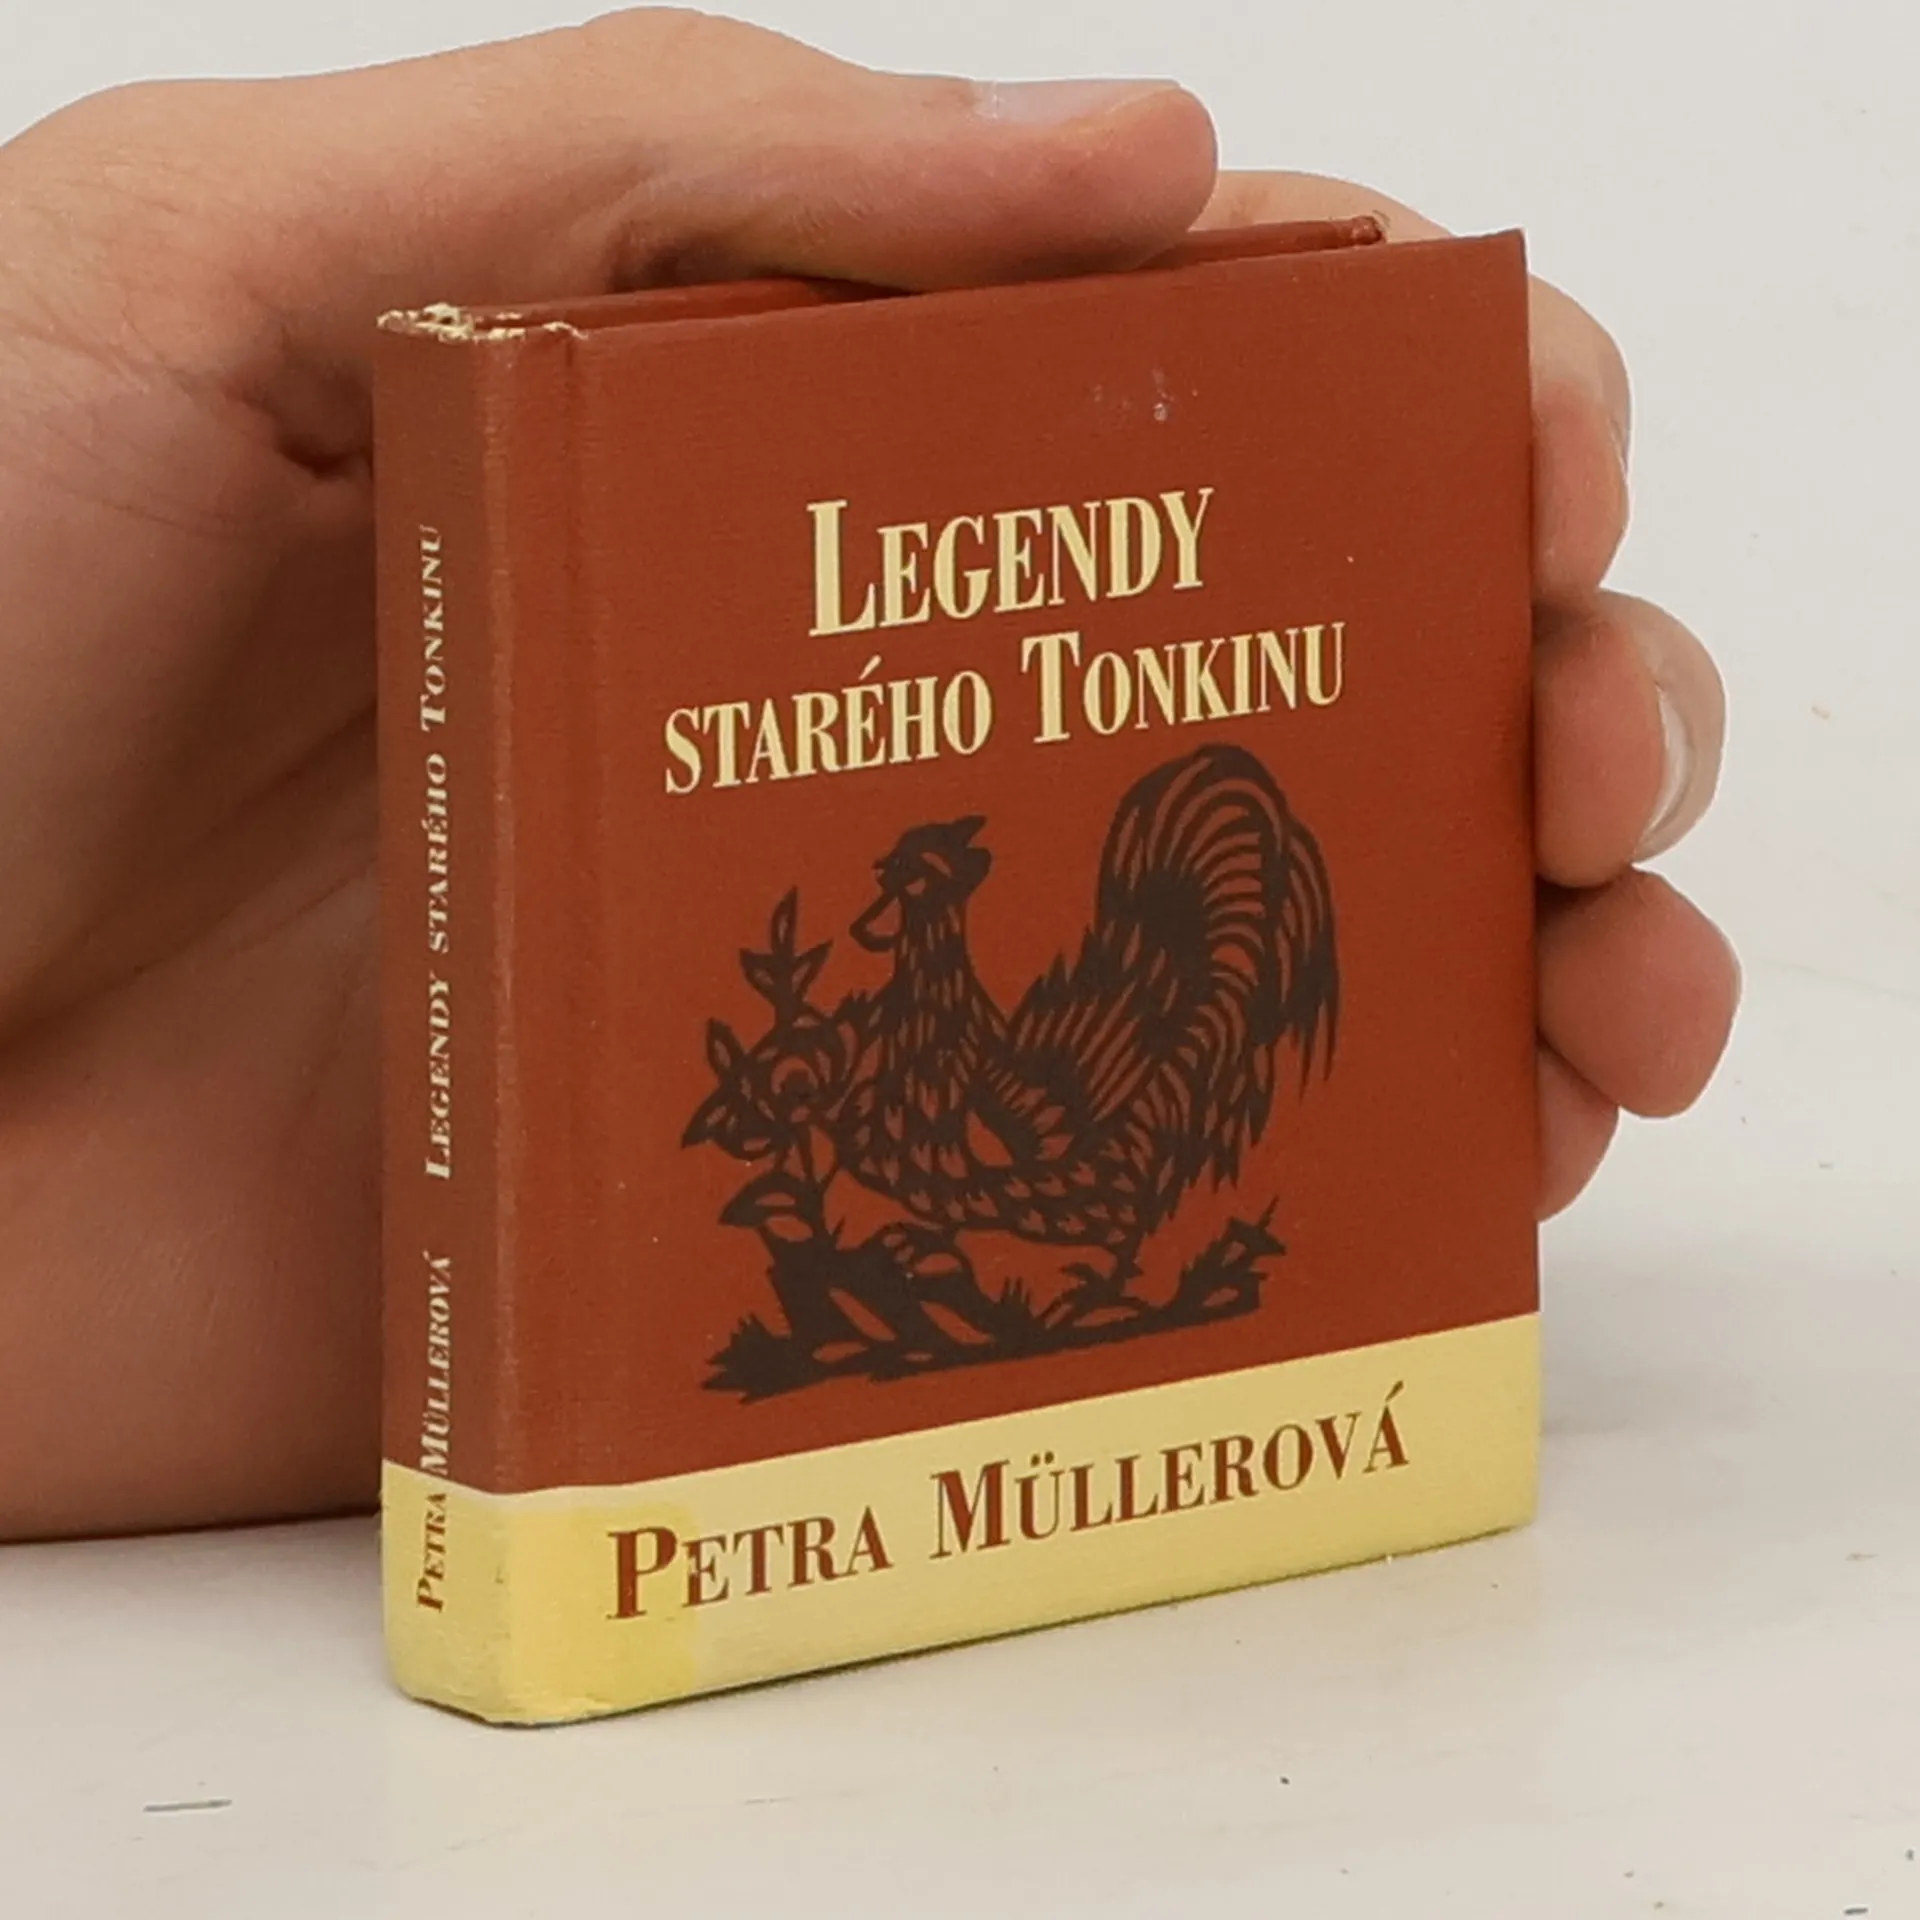 LEGENDY
STARÉHO TONKINU
PETRA MÜLLEROVÁ
PETRA MÜLLEROVÁ LEGENDY STARÉHO TONKINU